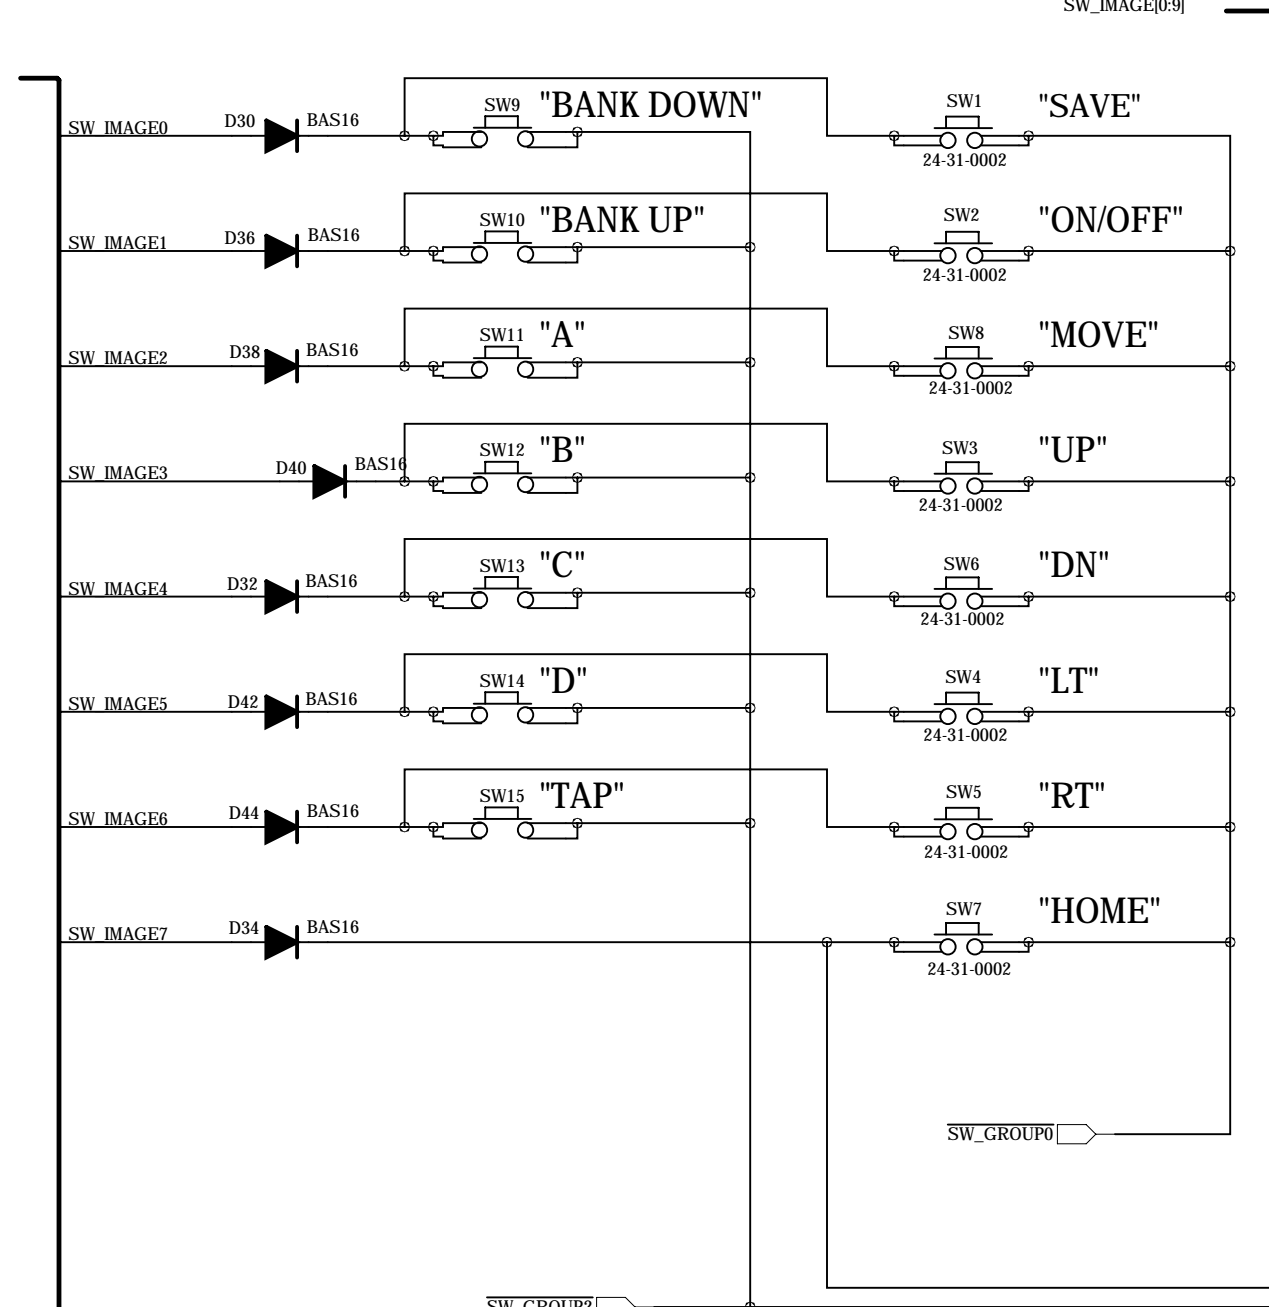 SW_IMAGE[0:9]
SW_IMAGE0 D30 BAS16 SW9 "BANK DOWN" SW1 "SAVE"
24-31-0002
SW_IMAGE1 D36 BAS16 SW10 "BANK UP" SW2 "ON/OFF"
24-31-0002
SW_IMAGE2 D38 BAS16 SW11 "A" SW8 "MOVE"
24-31-0002
SW_IMAGE3 D40 BAS16 SW12 "B" SW3 "UP"
24-31-0002
SW_IMAGE4 D32 BAS16 SW13 "C" SW6 "DN"
24-31-0002
SW_IMAGE5 D42 BAS16 SW14 "D" SW4 "LT"
24-31-0002
SW_IMAGE6 D44 BAS16 SW15 "TAP" SW5 "RT"
24-31-0002
SW_IMAGE7 D34 BAS16 SW7 "HOME"
24-31-0002
SW_GROUP0
SW_GROUP2